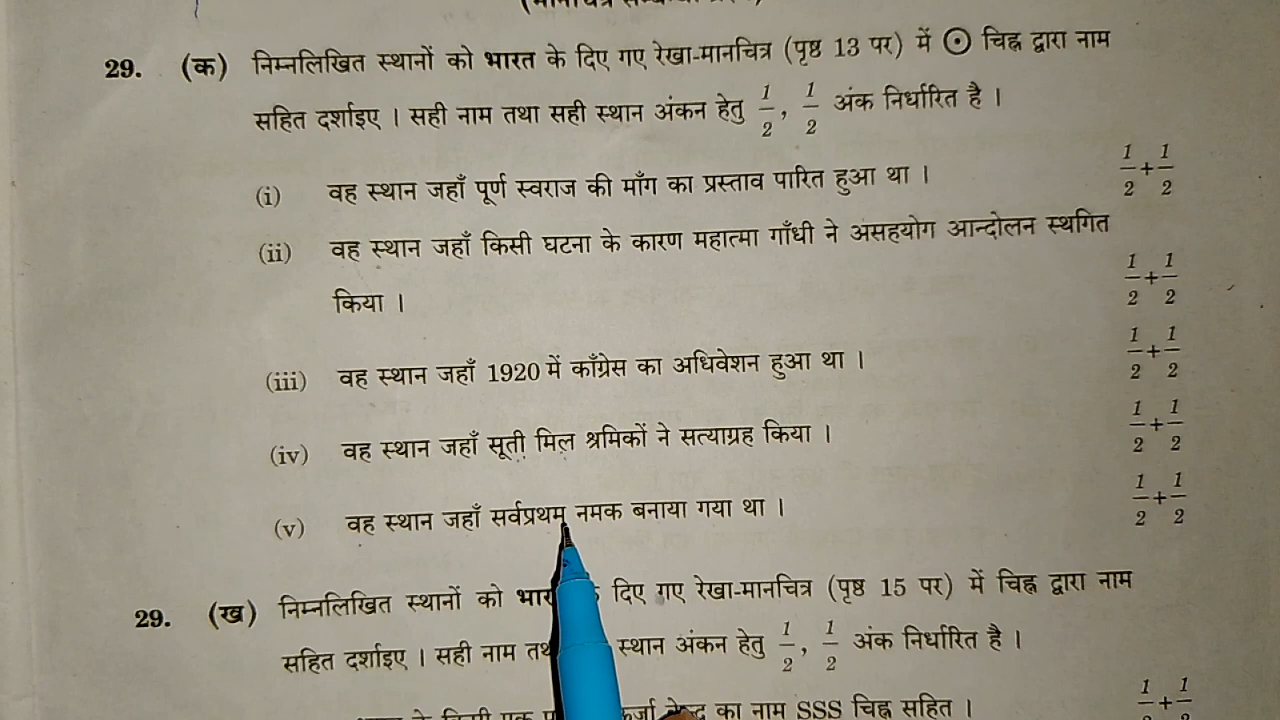 29. (क) निम्नलिखित स्थानों को भारत के दिए गए रेखा-मानचित्र (पृष्ठ 13 पर) में ⊙ चिह्न द्वारा नाम
सहित दर्शाइए । सही नाम तथा सही स्थान अंकन हेतु 1/2, 1/2 अंक निर्धारित है ।
(i) वह स्थान जहाँ पूर्ण स्वराज की माँग का प्रस्ताव पारित हुआ था । 1/2+1/2
(ii) वह स्थान जहाँ किसी घटना के कारण महात्मा गाँधी ने असहयोग आन्दोलन स्थगित
किया । 1/2+1/2
(iii) वह स्थान जहाँ 1920 में काँग्रेस का अधिवेशन हुआ था । 1/2+1/2
(iv) वह स्थान जहाँ सूती मिल श्रमिकों ने सत्याग्रह किया । 1/2+1/2
(v) वह स्थान जहाँ सर्वप्रथम नमक बनाया गया था । 1/2+1/2
29. (ख) निम्नलिखित स्थानों को दिए गए रेखा-मानचित्र (पृष्ठ 15 पर) में चिह्न द्वारा नाम
सहित दर्शाइए । सही नाम स्थान अंकन हेतु 1/2, 1/2 अंक निर्धारित है ।
का नाम SSS चिह्न सहित । 1/2+1/2